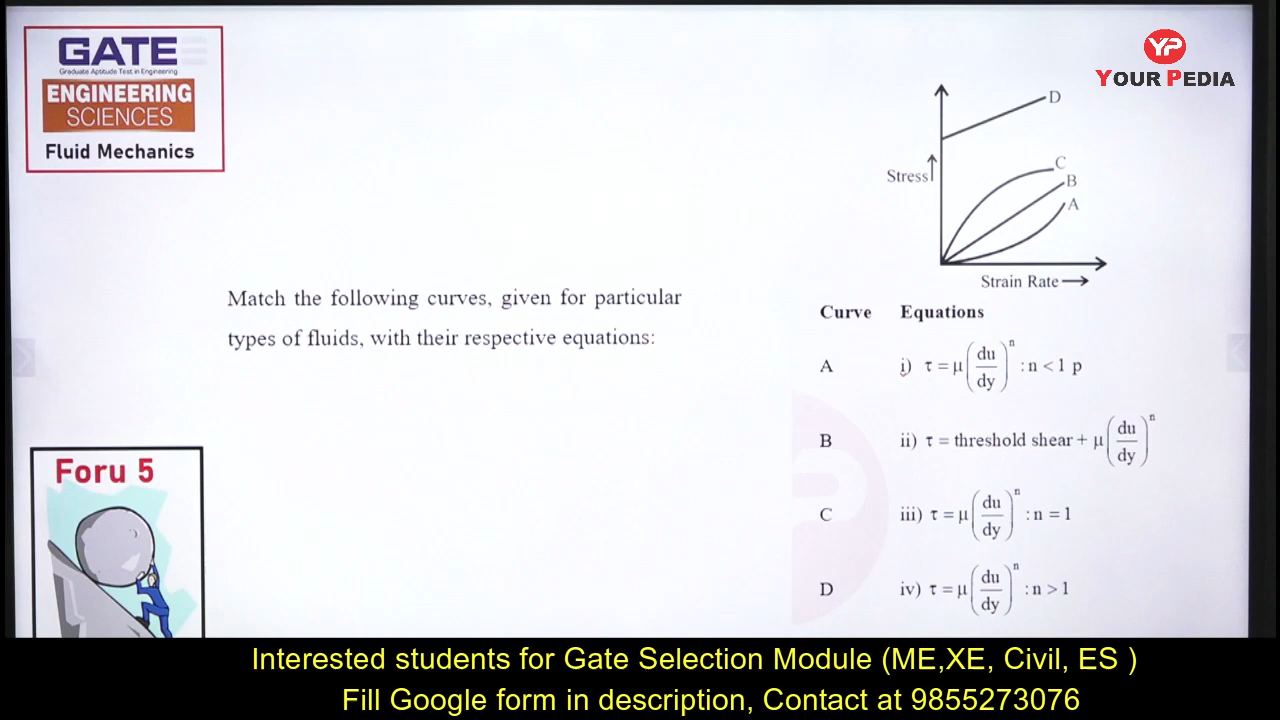 GATE
Graduate Aptitude Test in Engineering
ENGINEERING
SCIENCES
Fluid Mechanics
YP
YOUR PEDIA
D
C
Stress
B
A
Strain Rate
Match the following curves, given for particular
types of fluids, with their respective equations:
Curve Equations
A i) τ = μ (du/dy)^n : n < 1 p
B ii) τ = threshold shear + μ (du/dy)^n
C iii) τ = μ (du/dy)^n : n = 1
D iv) τ = μ (du/dy)^n : n > 1
Foru 5
Interested students for Gate Selection Module (ME,XE, Civil, ES )
Fill Google form in description, Contact at 9855273076